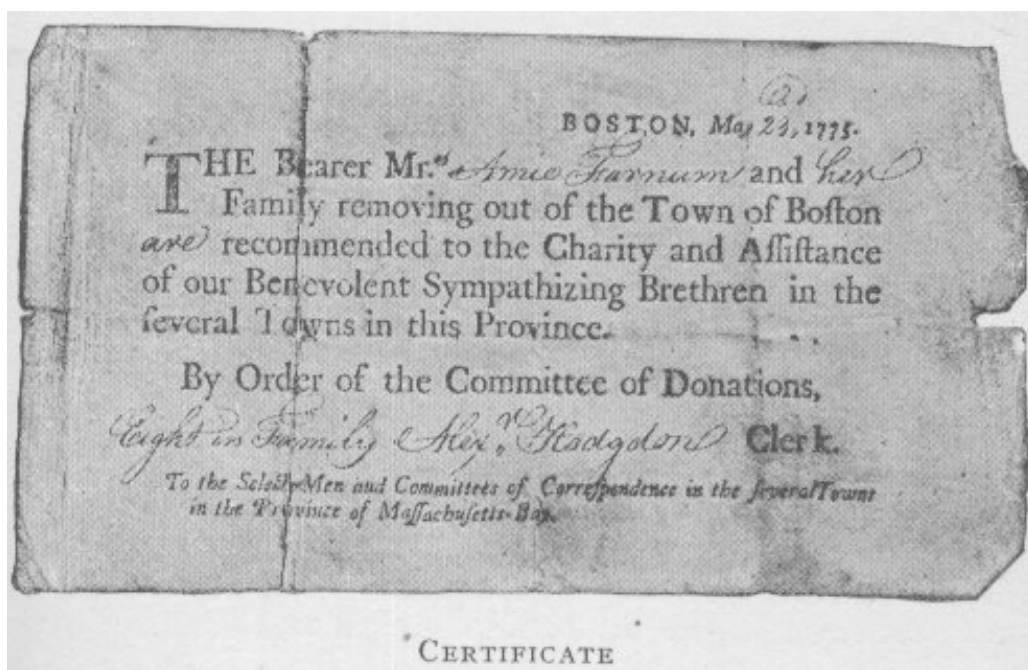 BOSTON, May 23, 1775.
THE Bearer Mrs. Amie Farnum and her
Family removing out of the Town of Boſton
are recommended to the Charity and Aſſiſtance
of our Benevolent Sympathizing Brethren in the
ſeveral Towns in this Province.
By Order of the Committee of Donations,
Eight in Family Alexr. Hodgdon Clerk.
To the Select-Men and Committees of Correſpondence in the ſeveral Towns
in the Province of Maſſachuſetts-Bay.
CERTIFICATE